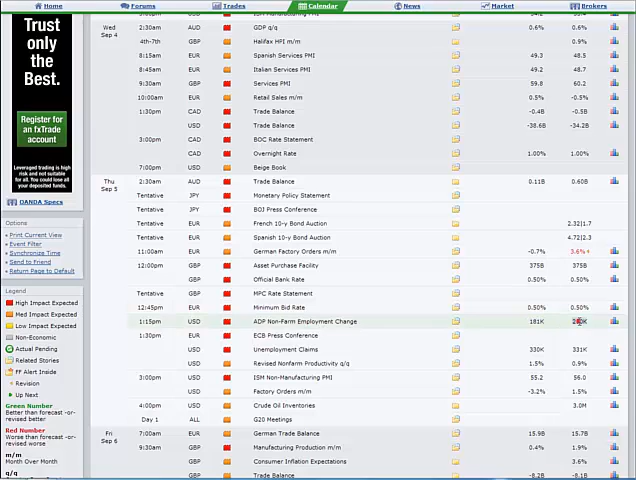 Home Forums Trades Calendar News Market Brokers
Trust
only
the
Best.
Register for
an fxTrade
account
Leveraged trading is high
risk and not suitable
for all. You could lose all
your deposited funds.
OANDA Specs
Options
Print Current View
Event Filter
Synchronize Time
Send to Friend
Return Page to Default
Legend
High Impact Expected
Med Impact Expected
Low Impact Expected
Non-Economic
Actual Pending
Related Stories
FF Alert Inside
Revision
Up Next
Green Number
Better than forecast -or-
revised better
Red Number
Worse than forecast -or-
revised worse
m/m
Month Over Month
q/q
Wed 2:30am AUD GDP q/q 0.6% 0.6%
Sep 4 4th-7th GBP Halifax HPI m/m 0.9%
8:15am EUR Spanish Services PMI 49.3 48.5
8:45am EUR Italian Services PMI 49.2 48.7
9:30am GBP Services PMI 59.8 60.2
10:00am EUR Retail Sales m/m 0.5% -0.5%
1:30pm CAD Trade Balance -0.4B -0.5B
USD Trade Balance -38.6B -34.2B
3:00pm CAD BOC Rate Statement
CAD Overnight Rate 1.00% 1.00%
7:00pm USD Beige Book
Thu 2:30am AUD Trade Balance 0.11B 0.60B
Sep 5 Tentative JPY Monetary Policy Statement
Tentative JPY BOJ Press Conference
Tentative EUR French 10-y Bond Auction 2.32|1.7
Tentative EUR Spanish 10-y Bond Auction 4.72|2.3
11:00am EUR German Factory Orders m/m -0.7% 3.6%
12:00pm GBP Asset Purchase Facility 375B 375B
GBP Official Bank Rate 0.50% 0.50%
Tentative GBP MPC Rate Statement
12:45pm EUR Minimum Bid Rate 0.50% 0.50%
1:15pm USD ADP Non-Farm Employment Change 181K
1:30pm EUR ECB Press Conference
USD Unemployment Claims 330K 331K
USD Revised Nonfarm Productivity q/q 1.5% 0.9%
3:00pm USD ISM Non-Manufacturing PMI 55.2 56.0
USD Factory Orders m/m -3.2% 1.5%
4:00pm USD Crude Oil Inventories 3.0M
Day 1 ALL G20 Meetings
Fri 7:00am EUR German Trade Balance 15.9B 15.7B
Sep 6 9:30am GBP Manufacturing Production m/m 0.4% 1.9%
GBP Consumer Inflation Expectations 3.6%
GBP Trade Balance -8.2B -8.1B